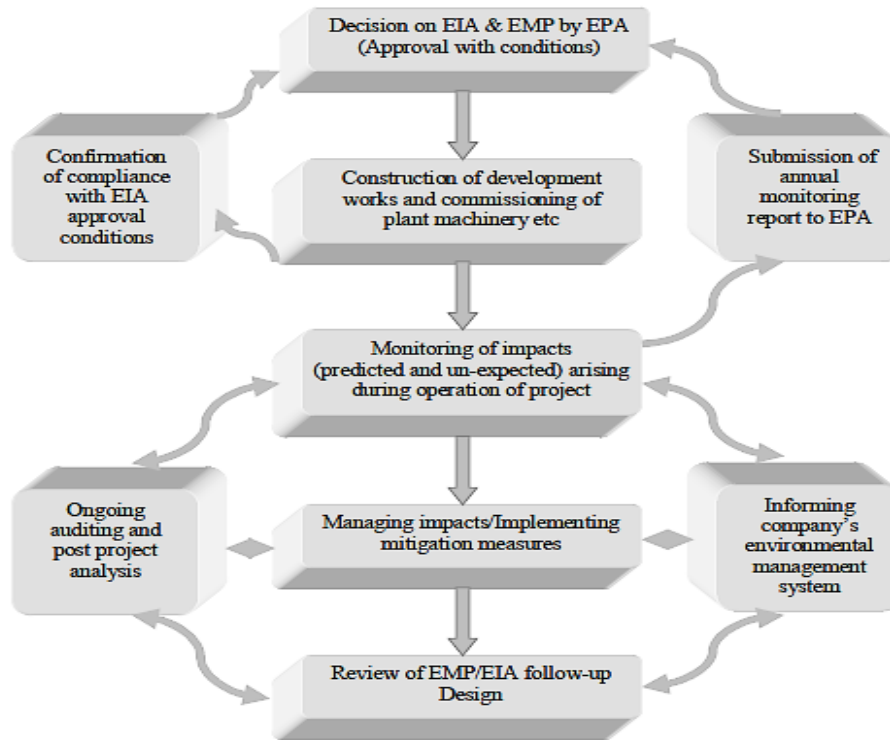 Decision on EIA & EMP by EPA
(Approval with conditions)
Confirmation
of compliance
with EIA
approval
conditions
Construction of development
works and commissioning of
plant machinery etc
Submission of
annual
monitoring
report to EPA
Monitoring of impacts
(predicted and un-expected) arising
during operation of project
Ongoing
auditing and
post project
analysis
Managing impacts/Implementing
mitigation measures
Informing
company's
environmental
management
system
Review of EMP/EIA follow-up
Design